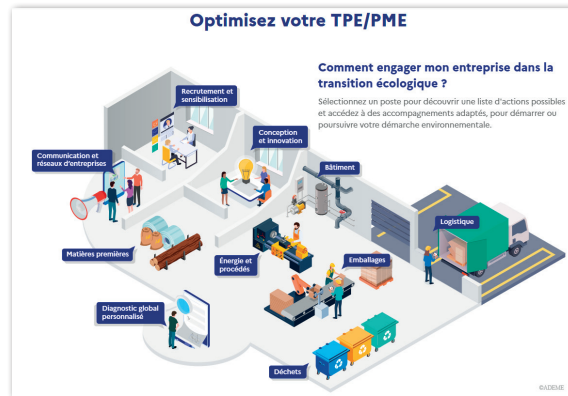 Optimisez votre TPE/PME
Comment engager mon entreprise dans la
transition écologique ?
Sélectionnez un poste pour découvrir une liste d'actions possibles
et accédez à des accompagnements adaptés, pour démarrer ou
poursuivre votre démarche environnementale.
Recrutement et
sensibilisation
Conception
et innovation
Communication et
réseaux d'entreprises
Bâtiment
Logistique
Matières premières
Énergie et
procédés
Emballages
Diagnostic global
personnalisé
Déchets
©ADEME